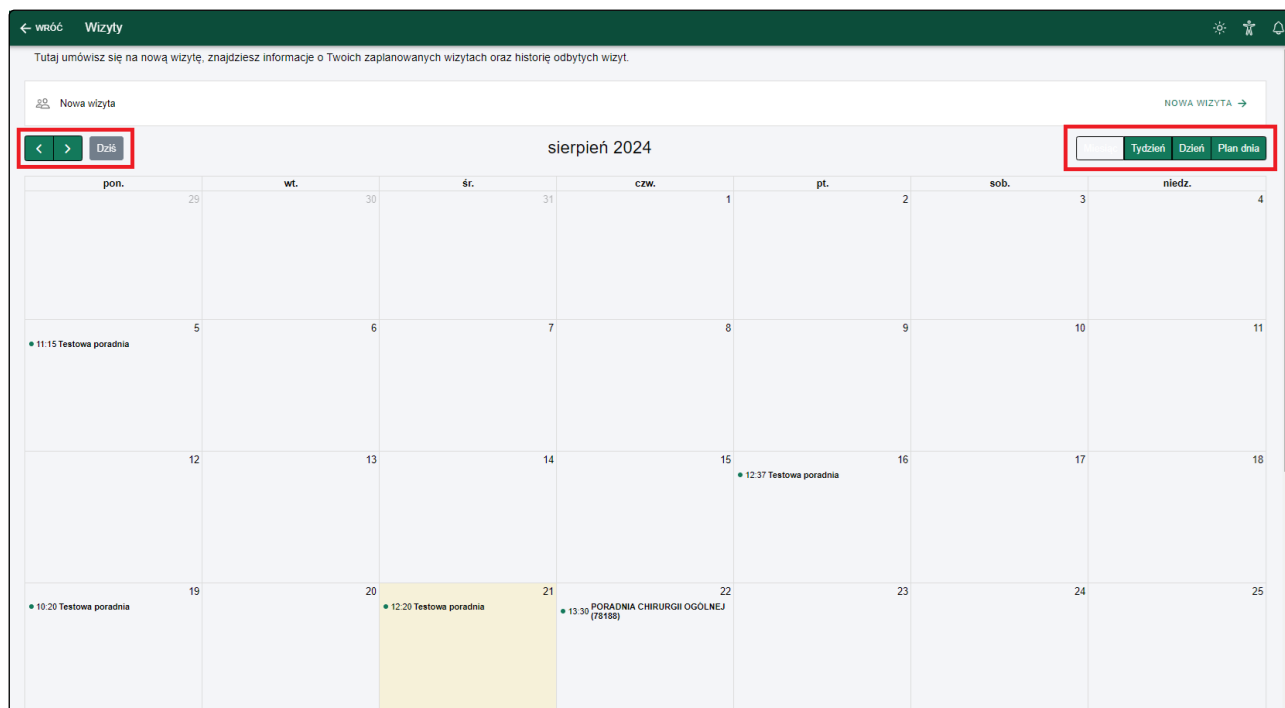 WRÓĆ Wizyty
Tutaj umówisz się na nową wizytę, znajdziesz informacje o Twoich zaplanowanych wizytach oraz historię odbytych wizyt.
Nowa wizyta NOWA WIZYTA
Dziś sierpień 2024 Miesiąc Tydzień Dzień Plan dnia
pon. wt. śr. czw. pt. sob. niedz.
29 30 31 1 2 3 4
5 6 7 8 9 10 11
11:15 Testowa poradnia
12 13 14 15 16 17 18
12:37 Testowa poradnia
19 20 21 22 23 24 25
10:20 Testowa poradnia 12:20 Testowa poradnia 13:30 PORADNIA CHIRURGII OGÓLNEJ
(78188)